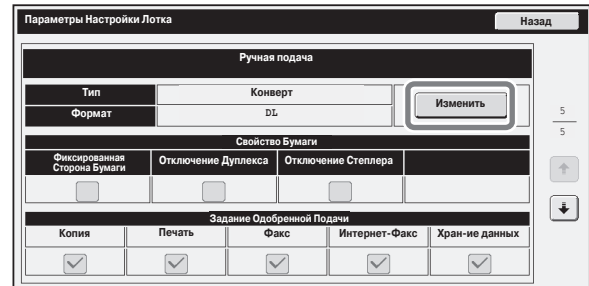 Параметры Настройки Лотка
Назад
Ручная подача
Тип
Конверт
Изменить
Формат
DL
5
5
Свойство Бумаги
Фиксированная
Сторона Бумаги
Отключение Дуплекса
Отключение Степлера
Задание Одобренной Подачи
Копия
Печать
Факс
Интернет-Факс
Хран-ие данных